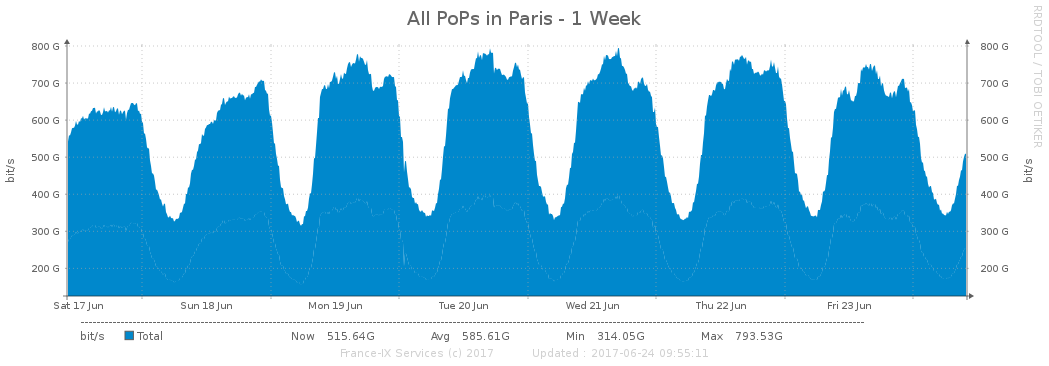 All PoPs in Paris - 1 Week
RRDTOOL / TOBI OETIKER
800 G 800 G
700 G 700 G
600 G 600 G
500 G 500 G
400 G 400 G
300 G 300 G
200 G 200 G
bit/s
bit/s
Sat 17 Jun Sun 18 Jun Mon 19 Jun Tue 20 Jun Wed 21 Jun Thu 22 Jun Fri 23 Jun
bit/s Total Now 515.64G Avg 585.61G Min 314.05G Max 793.53G
France-IX Services (c) 2017 Updated : 2017-06-24 09:55:11